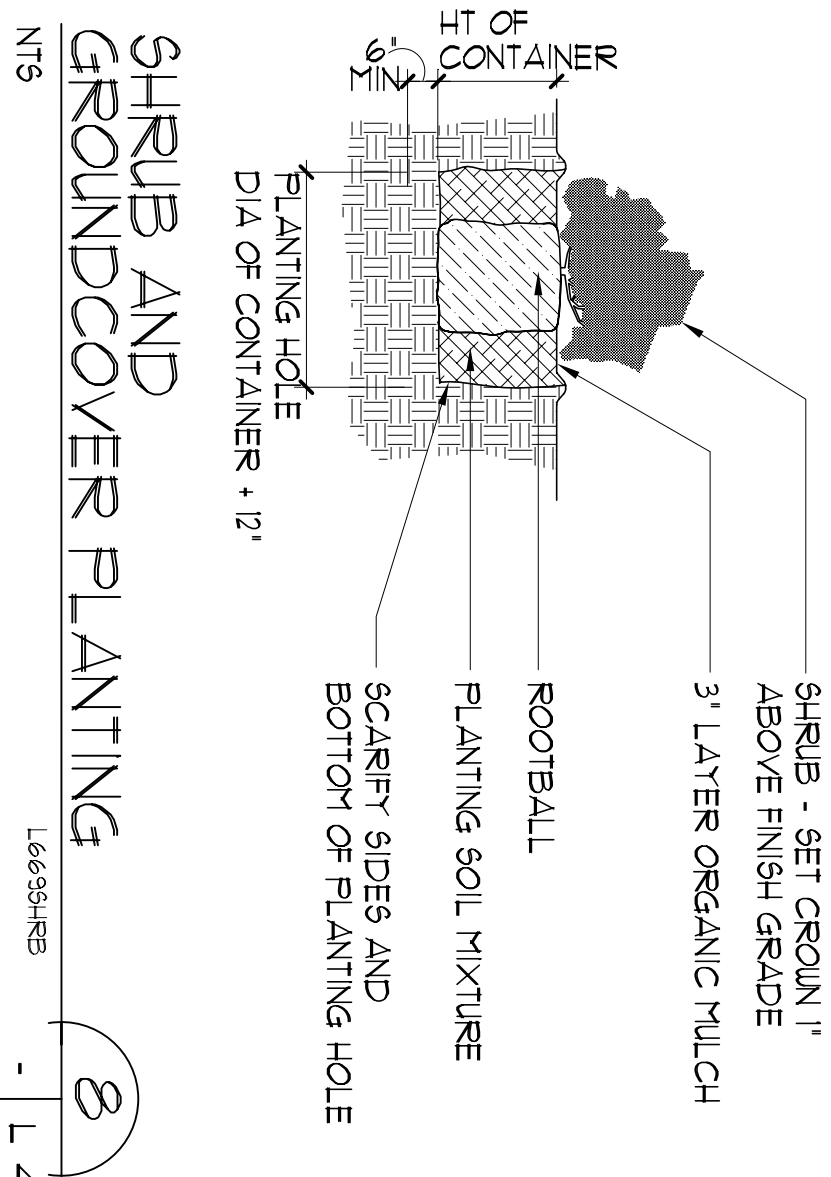 HT OF
CONTAINER
6"
MIN
SHRUB - SET CROWN 1"
ABOVE FINISH GRADE
3" LAYER ORGANIC MULCH
ROOTBALL
PLANTING SOIL MIXTURE
SCARIFY SIDES AND
BOTTOM OF PLANTING HOLE
PLANTING HOLE
DIA OF CONTAINER + 12"
SHRUB AND
GROUNDCOVER PLANTING
NTS
L669SHRB
8
- L